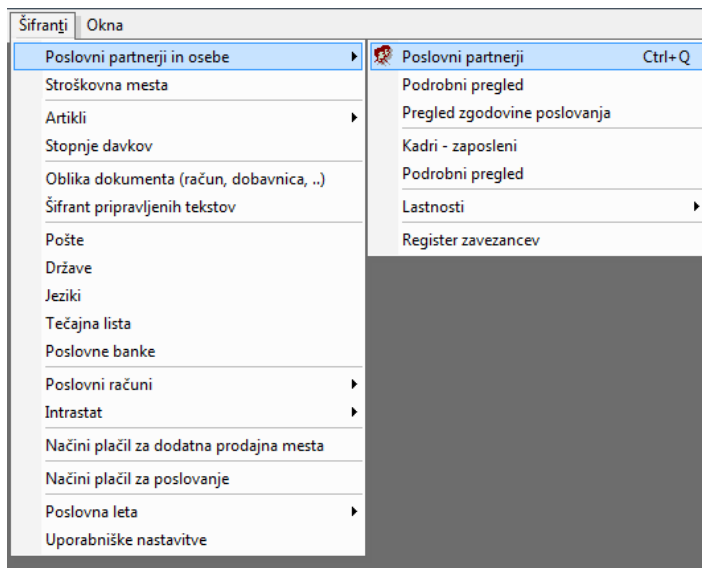 Šifranti Okna
Poslovni partnerji in osebe
Stroškovna mesta
Artikli
Stopnje davkov
Oblika dokumenta (račun, dobavnica, ..)
Šifrant pripravljenih tekstov
Pošte
Države
Jeziki
Tečajna lista
Poslovne banke
Poslovni računi
Intrastat
Načini plačil za dodatna prodajna mesta
Načini plačil za poslovanje
Poslovna leta
Uporabniške nastavitve
Poslovni partnerji Ctrl+Q
Podrobni pregled
Pregled zgodovine poslovanja
Kadri - zaposleni
Podrobni pregled
Lastnosti
Register zavezancev